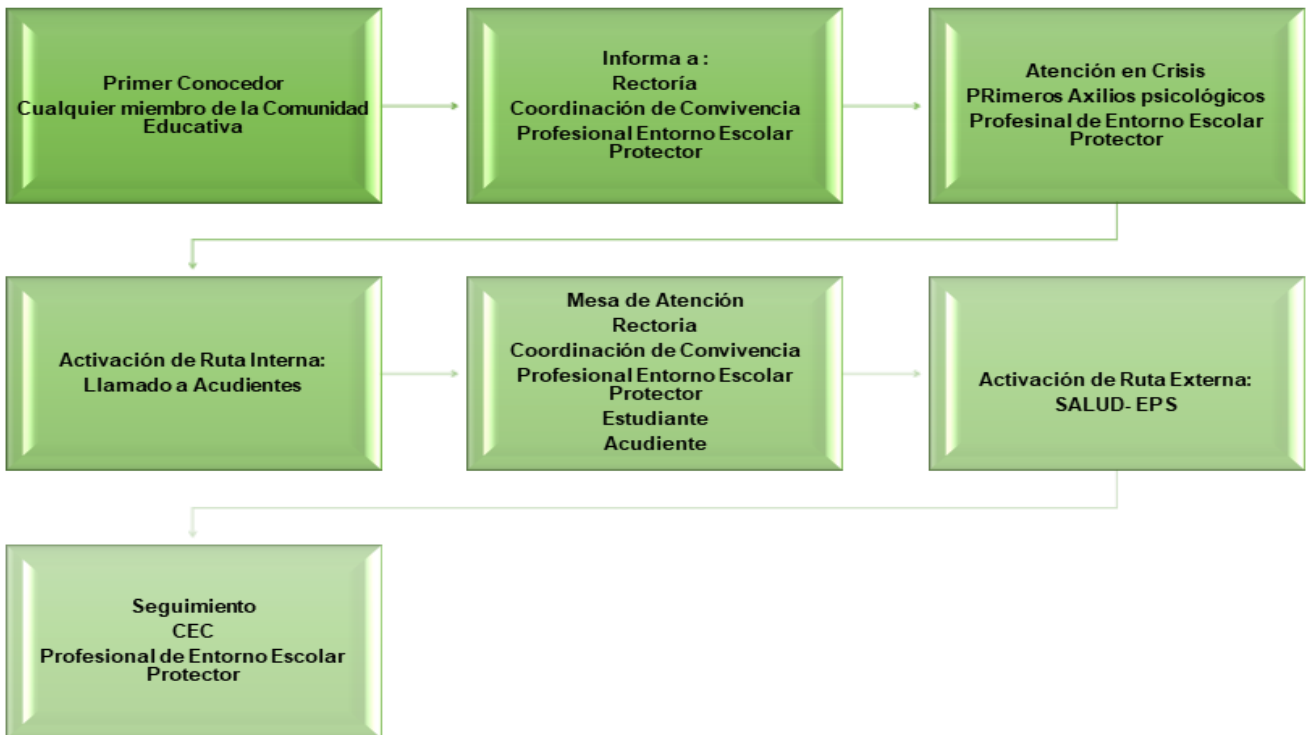 Primer Conocedor
Cualquier miembro de la Comunidad
Educativa
Informa a :
Rectoría
Coordinación de Convivencia
Profesional Entorno Escolar
Protector
Atención en Crisis
PRimeros Axilios psicológicos
Profesinal de Entorno Escolar
Protector
Activación de Ruta Interna:
Llamado a Acudientes
Mesa de Atención
Rectoria
Coordinación de Convivencia
Profesional Entorno Escolar
Protector
Estudiante
Acudiente
Activación de Ruta Externa:
SALUD- EPS
Seguimiento
CEC
Profesional de Entorno Escolar
Protector